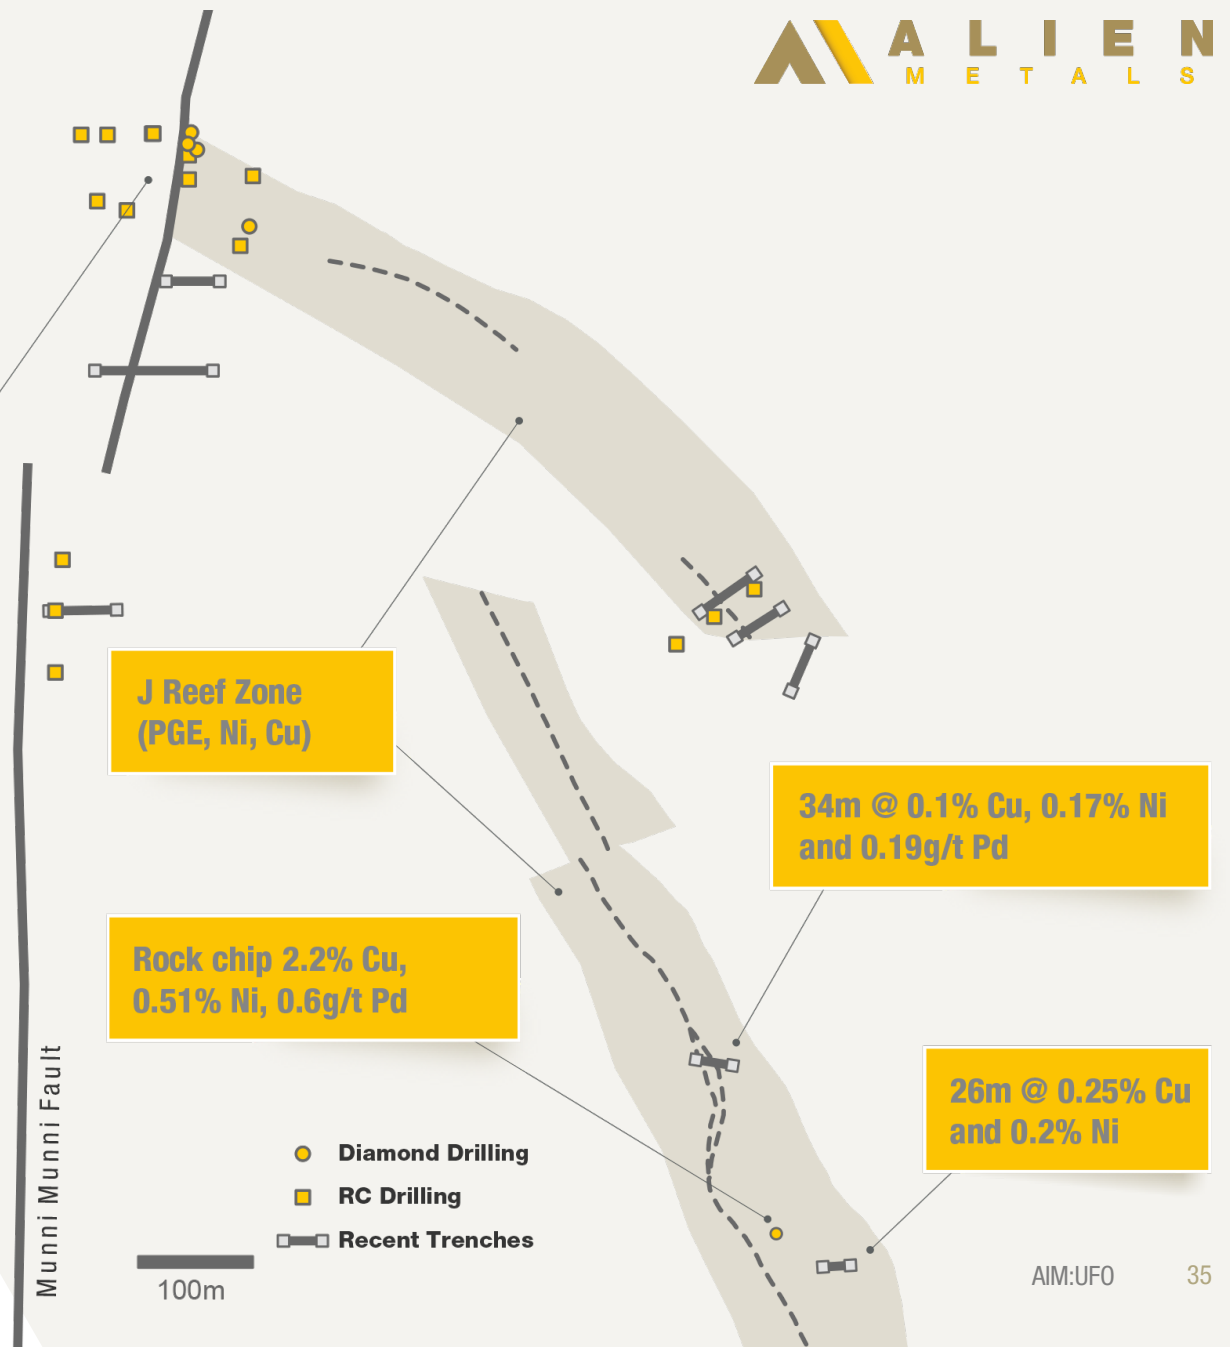 ALIEN
METALS
J Reef Zone
(PGE, Ni, Cu)
34m @ 0.1% Cu, 0.17% Ni
and 0.19g/t Pd
Rock chip 2.2% Cu,
0.51% Ni, 0.6g/t Pd
26m @ 0.25% Cu
and 0.2% Ni
Munni Munni Fault
Diamond Drilling
RC Drilling
Recent Trenches
100m
AIM:UFO 35